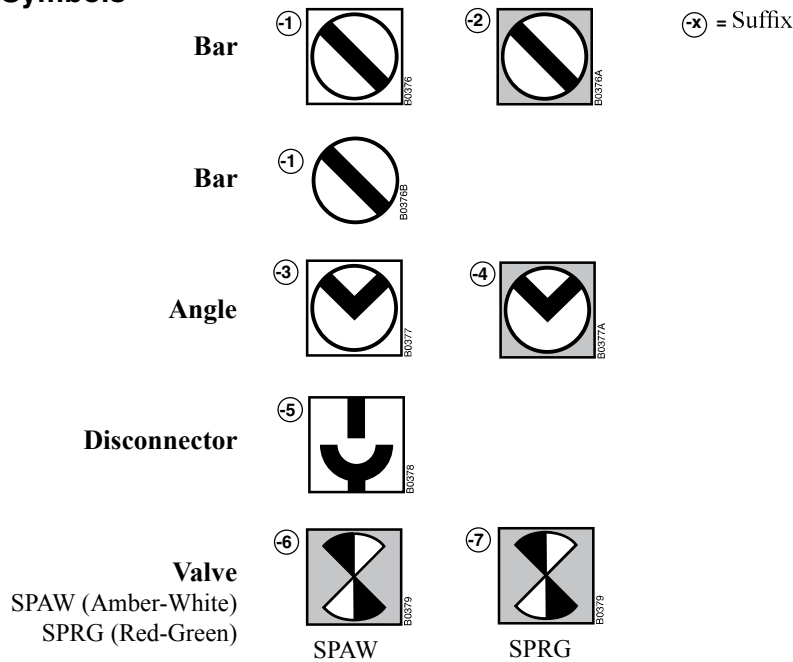 Symbols
Bar
-1
B0376
-2
B0376A
-x = Suffix
Bar
-1
B0376B
Angle
-3
B0377
-4
B0377A
Disconnector
-5
B0378
Valve
SPAW (Amber-White)
SPRG (Red-Green)
-6
B0379
SPAW
-7
B0379
SPRG